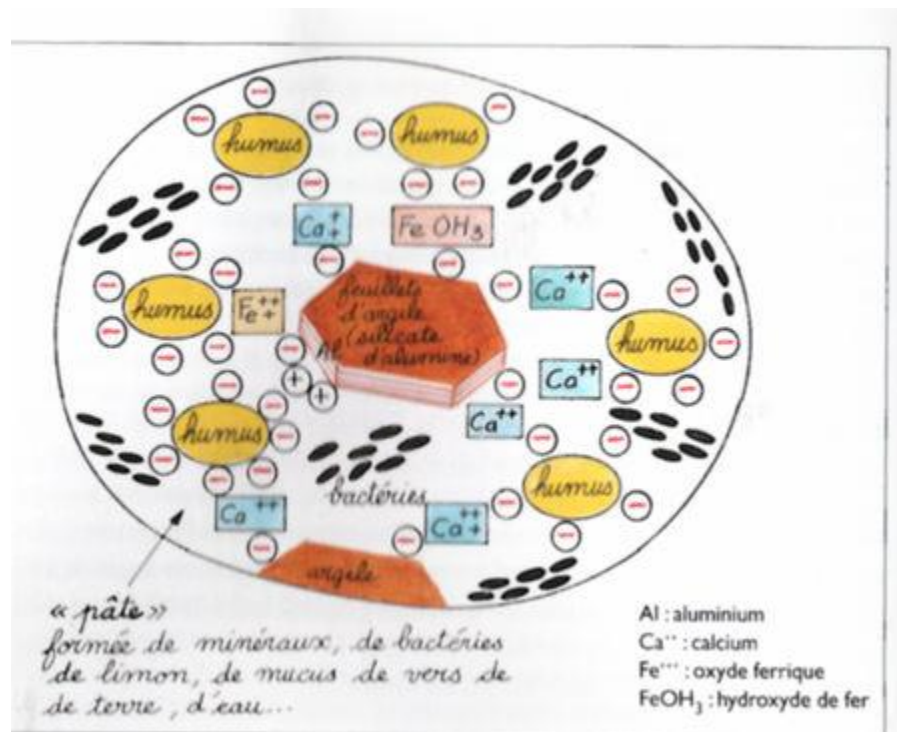 humus
humus
Ca+
+
Fe OH3
feuillets
d'argile
(silicate
d'alumine)
Ca++
humus
Fe++
+
humus
Al
+
+
Ca++
Ca++
humus
bactéries
humus
Ca++
Ca++
+
argile
« pâte »
formée de minéraux, de bactéries
de limon, de mucus de vers de
de terre, d'eau...
Al : aluminium
Ca¨ : calcium
Fe¨˙ : oxyde ferrique
FeOH3 : hydroxyde de fer